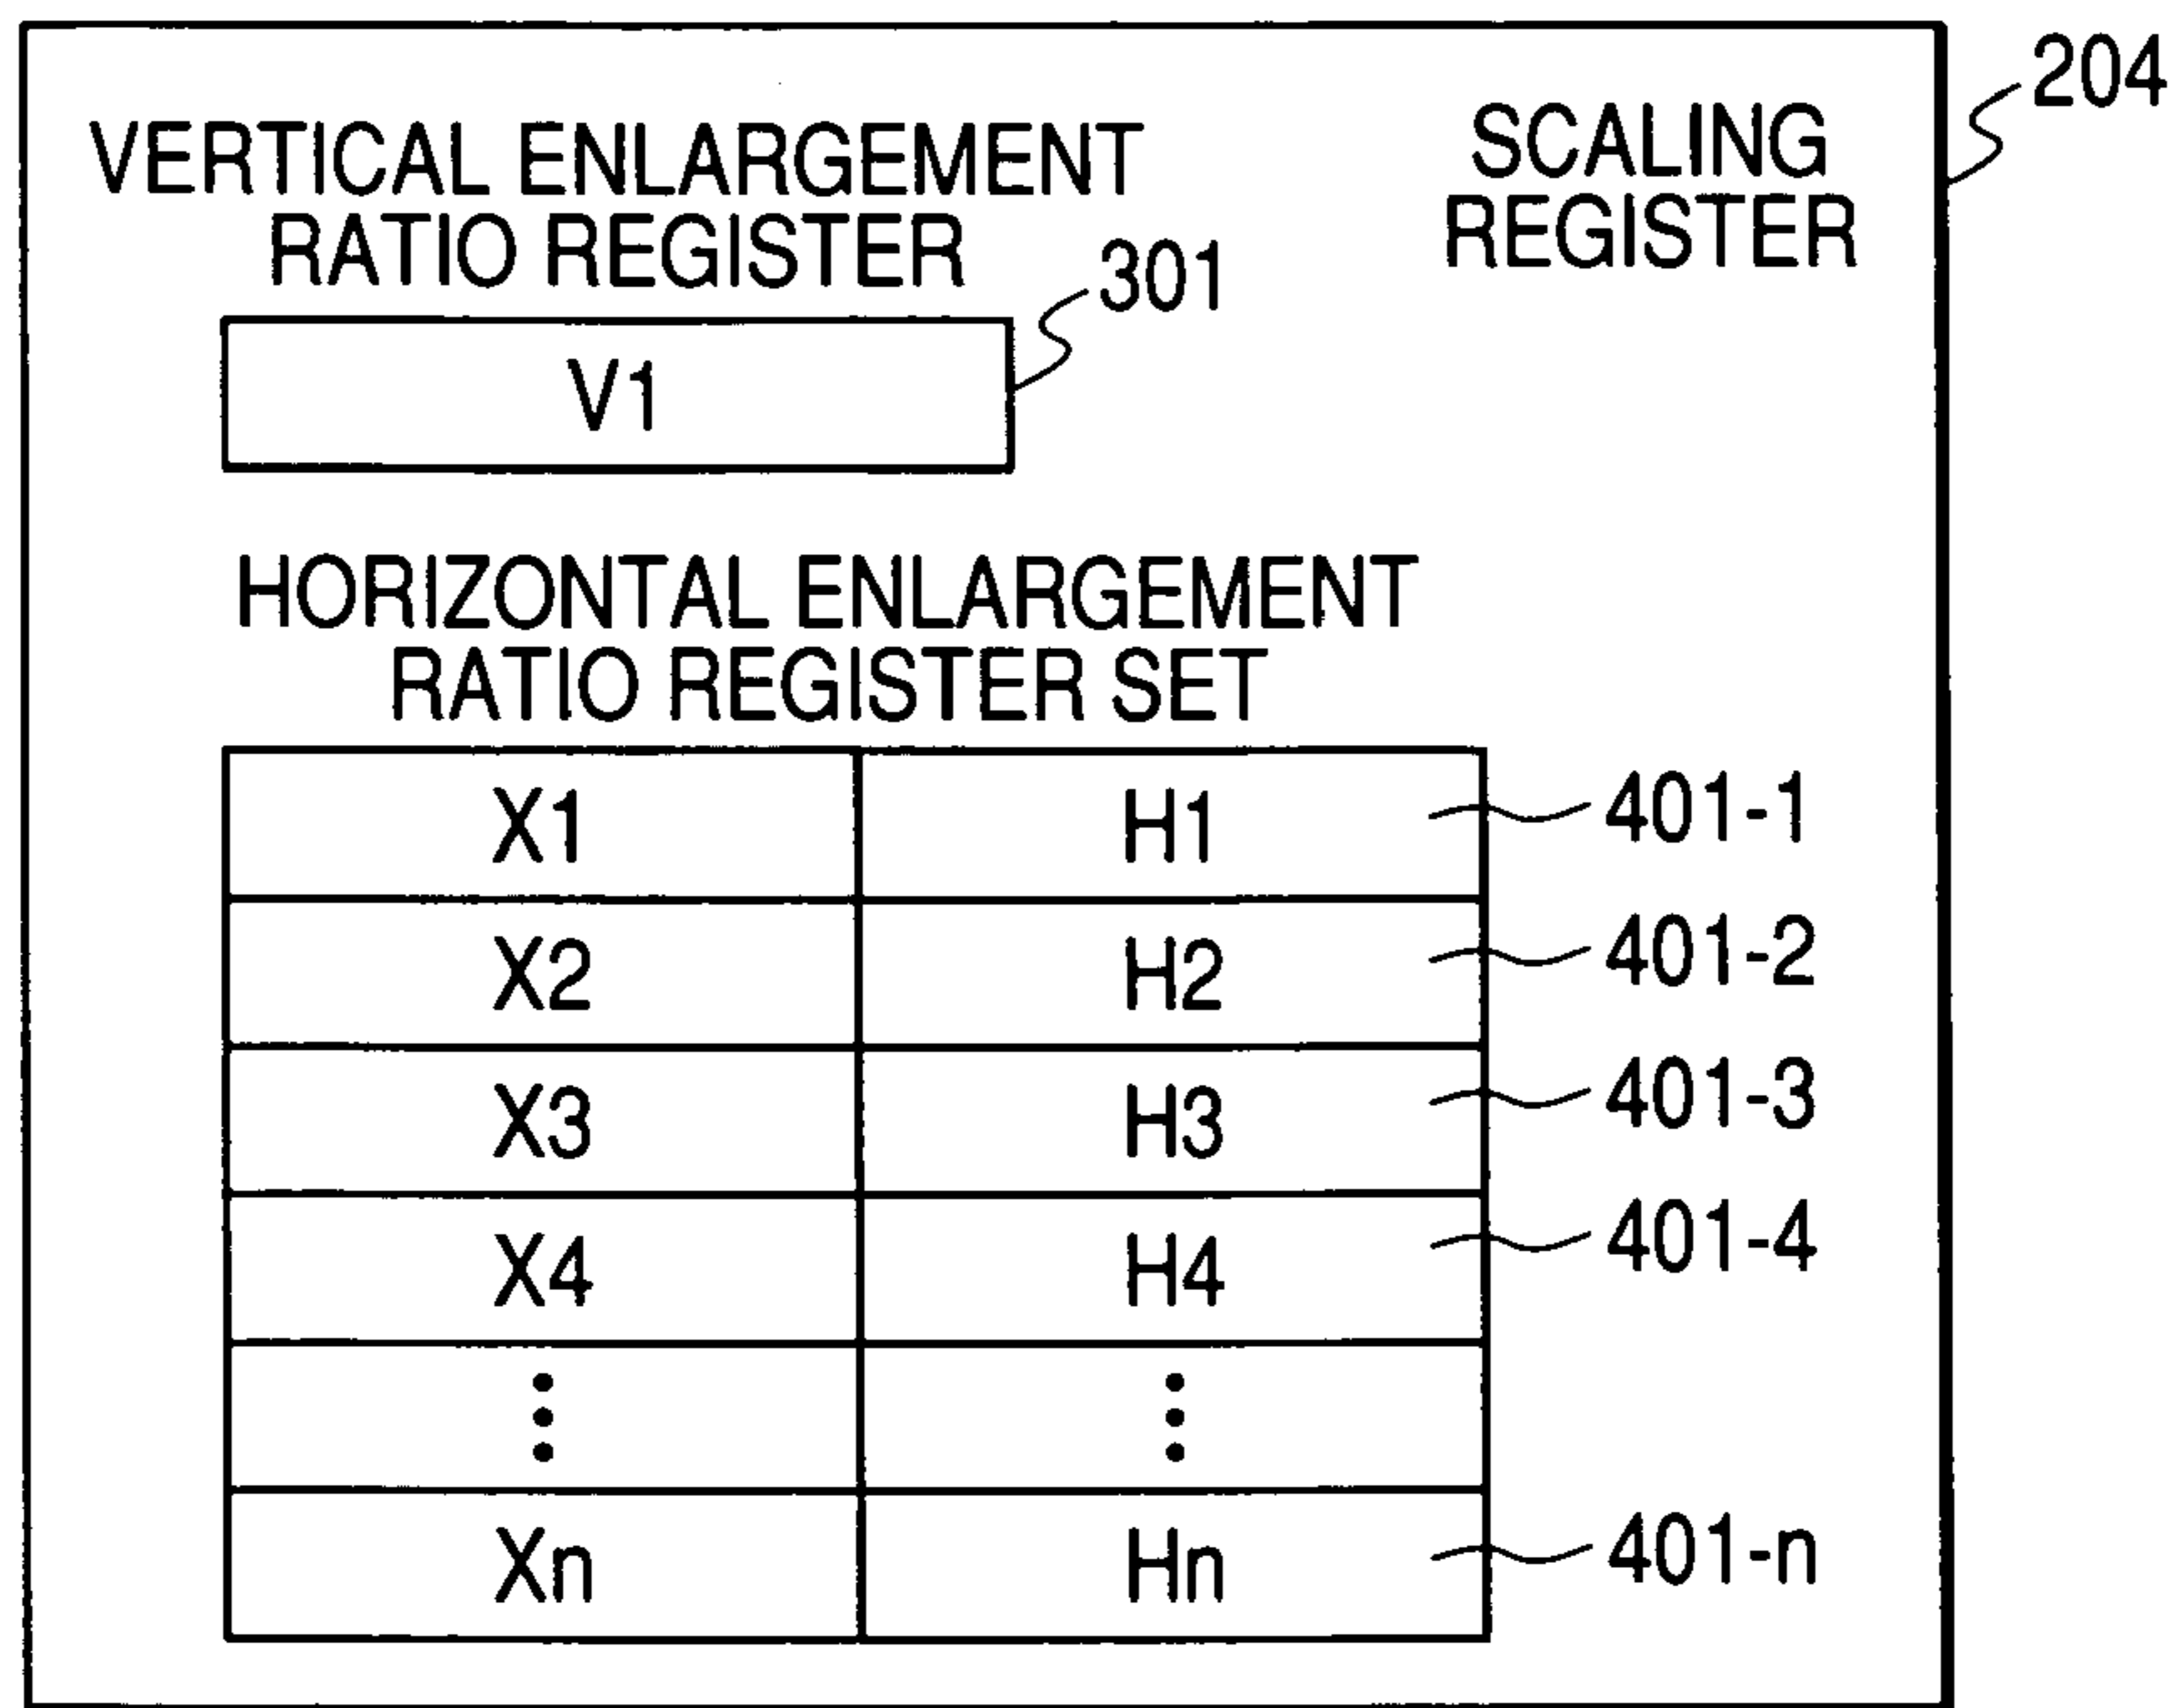 204
VERTICAL ENLARGEMENT
RATIO REGISTER
SCALING
REGISTER
301
V1
HORIZONTAL ENLARGEMENT
RATIO REGISTER SET
X1 H1 401-1
X2 H2 401-2
X3 H3 401-3
X4 H4 401-4
Xn Hn 401-n